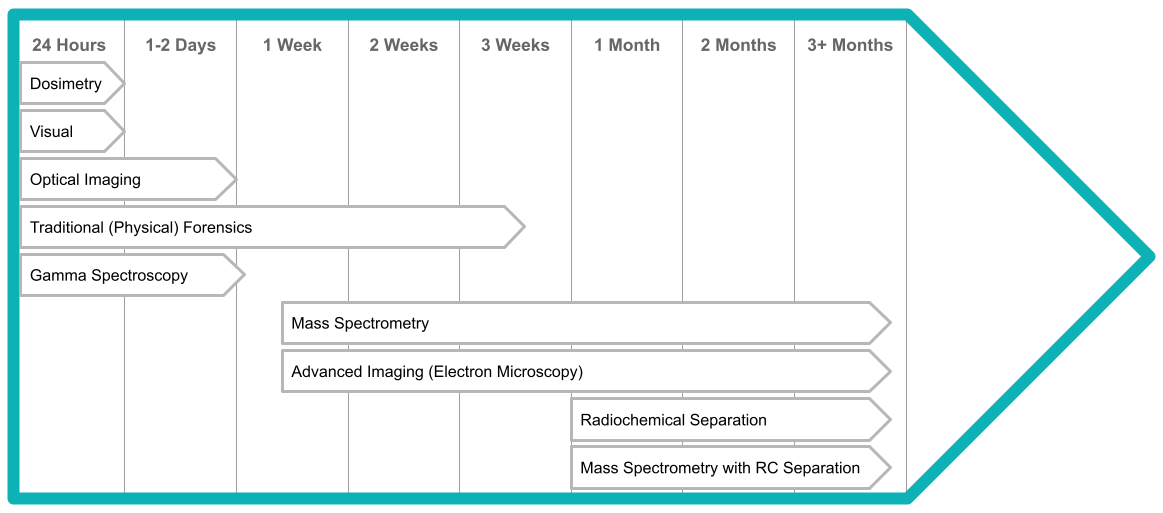 24 Hours 1-2 Days 1 Week 2 Weeks 3 Weeks 1 Month 2 Months 3+ Months
Dosimetry
Visual
Optical Imaging
Traditional (Physical) Forensics
Gamma Spectroscopy
Mass Spectrometry
Advanced Imaging (Electron Microscopy)
Radiochemical Separation
Mass Spectrometry with RC Separation